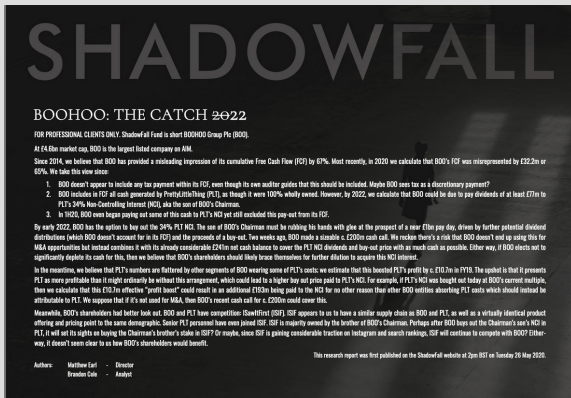 SHADOWFALL
BOOHOO: THE CATCH 2022
FOR PROFESSIONAL CLIENTS ONLY. ShadowFall Fund is short BOOHOO Group Plc (BOO).
At £4.6bn market cap, BOO is the largest listed company on AIM.
Since 2014, we believe that BOO has provided a misleading impression of its cumulative Free Cash Flow (FCF) by 67%. Most recently, in 2020 we calculate that BOO's FCF was misrepresented by £32.2m or
65%. We take this view since:
1. BOO doesn't appear to include any tax payment within its FCF, even though its own auditor guides that this should be included. Maybe BOO sees tax as a discretionary payment?
2. BOO includes in FCF all cash generated by PrettyLittleThing (PLT), as though it were 100% wholly owned. However, by 2022, we calculate that BOO could be due to pay dividends of at least £71m to
PLT's 34% Non-Controlling Interest (NCI), aka the son of BOO's Chairman.
3. In 1H20, BOO even began paying out some of this cash to PLT's NCI yet still excluded this pay-out from its FCF.
By early 2022, BOO has the option to buy out the 34% PLT NCI. The son of BOO's Chairman must be rubbing his hands with glee at the prospect of a near £1bn pay day, driven by further potential dividend
distributions (which BOO doesn't account for in its FCF) and the proceeds of a buy-out. Two weeks ago, BOO made a sizeable c. £200m cash call. We reckon there's a risk that BOO doesn't end up using this for
M&A opportunities but instead combines it with its already considerable £241m net cash balance to cover the PLT NCI dividends and buy-out price with as much cash as possible. Either way, if BOO elects not to
significantly deplete its cash for this, then we believe that BOO's shareholders should likely brace themselves for further dilution to acquire this NCI interest.
In the meantime, we believe that PLT's numbers are flattered by other segments of BOO wearing some of PLT's costs; we estimate that this boosted PLT's profit by c. £10.7m in FY19. The upshot is that it presents
PLT as more profitable than it might ordinarily be without this arrangement, which could lead to a higher buy out price paid to PLT's NCI. For example, if PLT's NCI was bought out today at BOO's current multiple,
then we calculate that this £10.7m effective "profit boost" could result in an additional £193m being paid to the NCI for no other reason than other BOO entities absorbing PLT costs which should instead be
attributable to PLT. We suppose that if it's not used for M&A, then BOO's recent cash call for c. £200m could cover this.
Meanwhile, BOO's shareholders had better look out. BOO and PLT have competition: ISawItFirst (ISIF). ISIF appears to us to have a similar supply chain as BOO and PLT, as well as a virtually identical product
offering and pricing point to the same demographic. Senior PLT personnel have even joined ISIF. ISIF is majority owned by the brother of BOO's Chairman. Perhaps after BOO buys out the Chairman's son's NCI in
PLT, it will set its sights on buying the Chairman's brother's stake in ISIF? Or maybe, since ISIF is gaining considerable traction on Instagram and search rankings, ISIF will continue to compete with BOO? Either-
way, it doesn't seem clear to us how BOO's shareholders would benefit.
This research report was first published on the ShadowFall website at 2pm BST on Tuesday 26 May 2020.
Authors: Matthew Earl - Director
Brandon Cole - Analyst